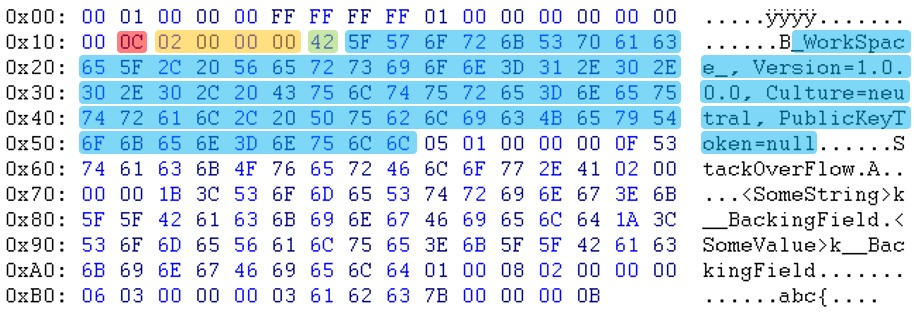 0x00: 00 01 00 00 00 FF FF FF FF 01 00 00 00 00 00 00 .....ÿÿÿÿ.......
0x10: 00 0C 02 00 00 00 42 5F 57 6F 72 6B 53 70 61 63 ......B_WorkSpac
0x20: 65 5F 2C 20 56 65 72 73 69 6F 6E 3D 31 2E 30 2E e_, Version=1.0.
0x30: 30 2E 30 2C 20 43 75 6C 74 75 72 65 3D 6E 65 75 0.0, Culture=neu
0x40: 74 72 61 6C 2C 20 50 75 62 6C 69 63 4B 65 79 54 tral, PublicKeyT
0x50: 6F 6B 65 6E 3D 6E 75 6C 6C 05 01 00 00 00 0F 53 oken=null......S
0x60: 74 61 63 6B 4F 76 65 72 46 6C 6F 77 2E 41 02 00 tackOverFlow.A..
0x70: 00 00 1B 3C 53 6F 6D 65 53 74 72 69 6E 67 3E 6B ...<SomeString>k
0x80: 5F 5F 42 61 63 6B 69 6E 67 46 69 65 6C 64 1A 3C __BackingField.<
0x90: 53 6F 6D 65 56 61 6C 75 65 3E 6B 5F 5F 42 61 63 SomeValue>k__Bac
0xA0: 6B 69 6E 67 46 69 65 6C 64 01 00 08 02 00 00 00 kingField.......
0xB0: 06 03 00 00 00 03 61 62 63 7B 00 00 00 0B ......abc{....